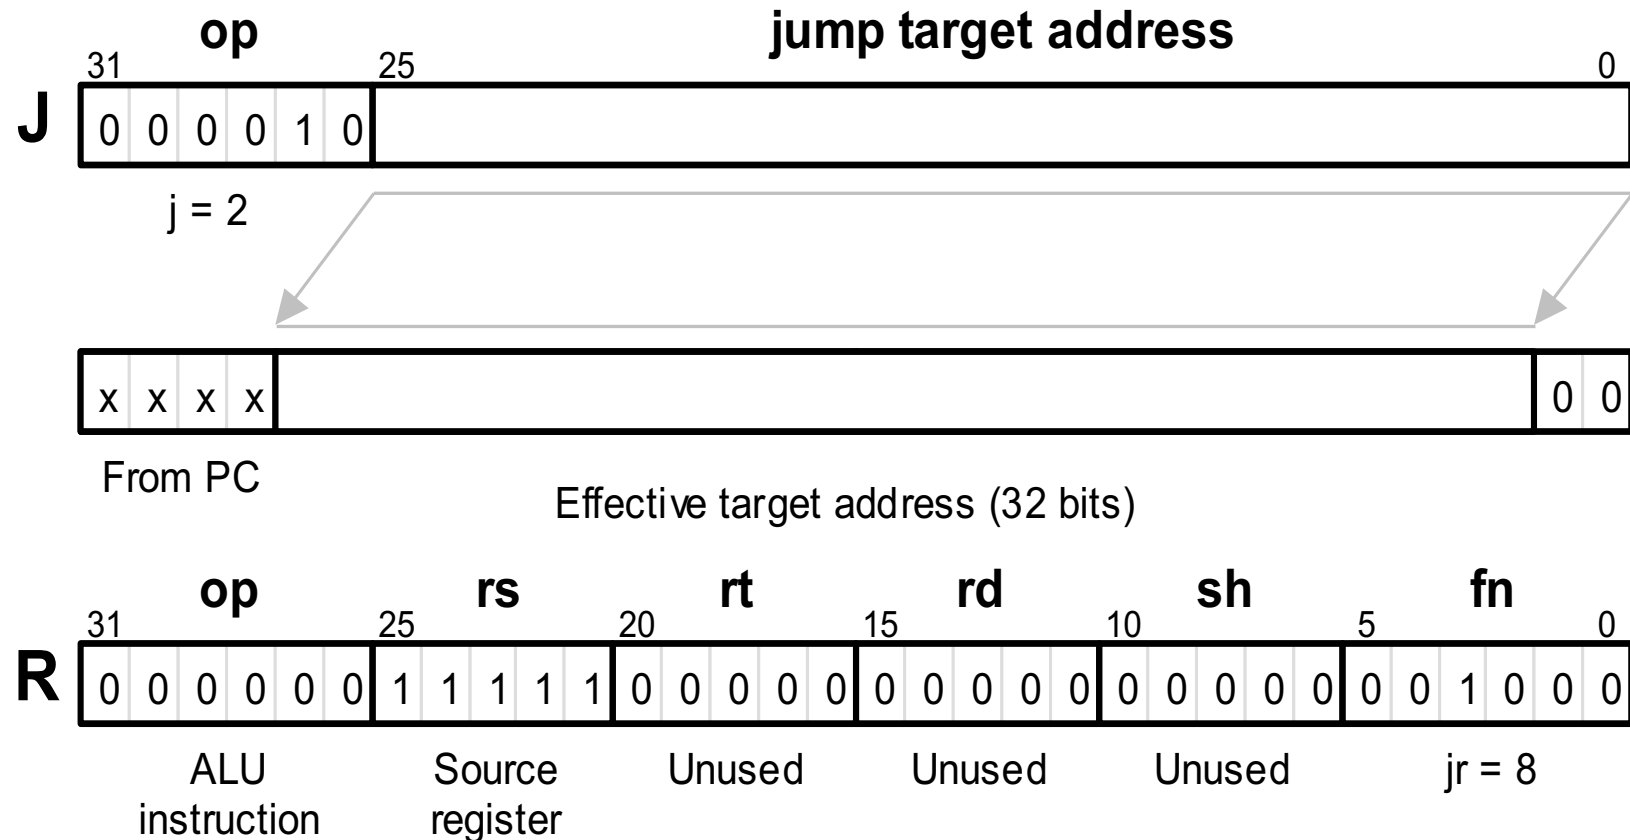 op jump target address
31 25 0
J 0 0 0 0 1 0
j = 2
x x x x 0 0
From PC
Effective target address (32 bits)
op rs rt rd sh fn
31 25 20 15 10 5 0
R 0 0 0 0 0 0 1 1 1 1 1 0 0 0 0 0 0 0 0 0 0 0 0 0 0 0 0 0 1 0 0 0
ALU Source Unused Unused Unused jr = 8
instruction register